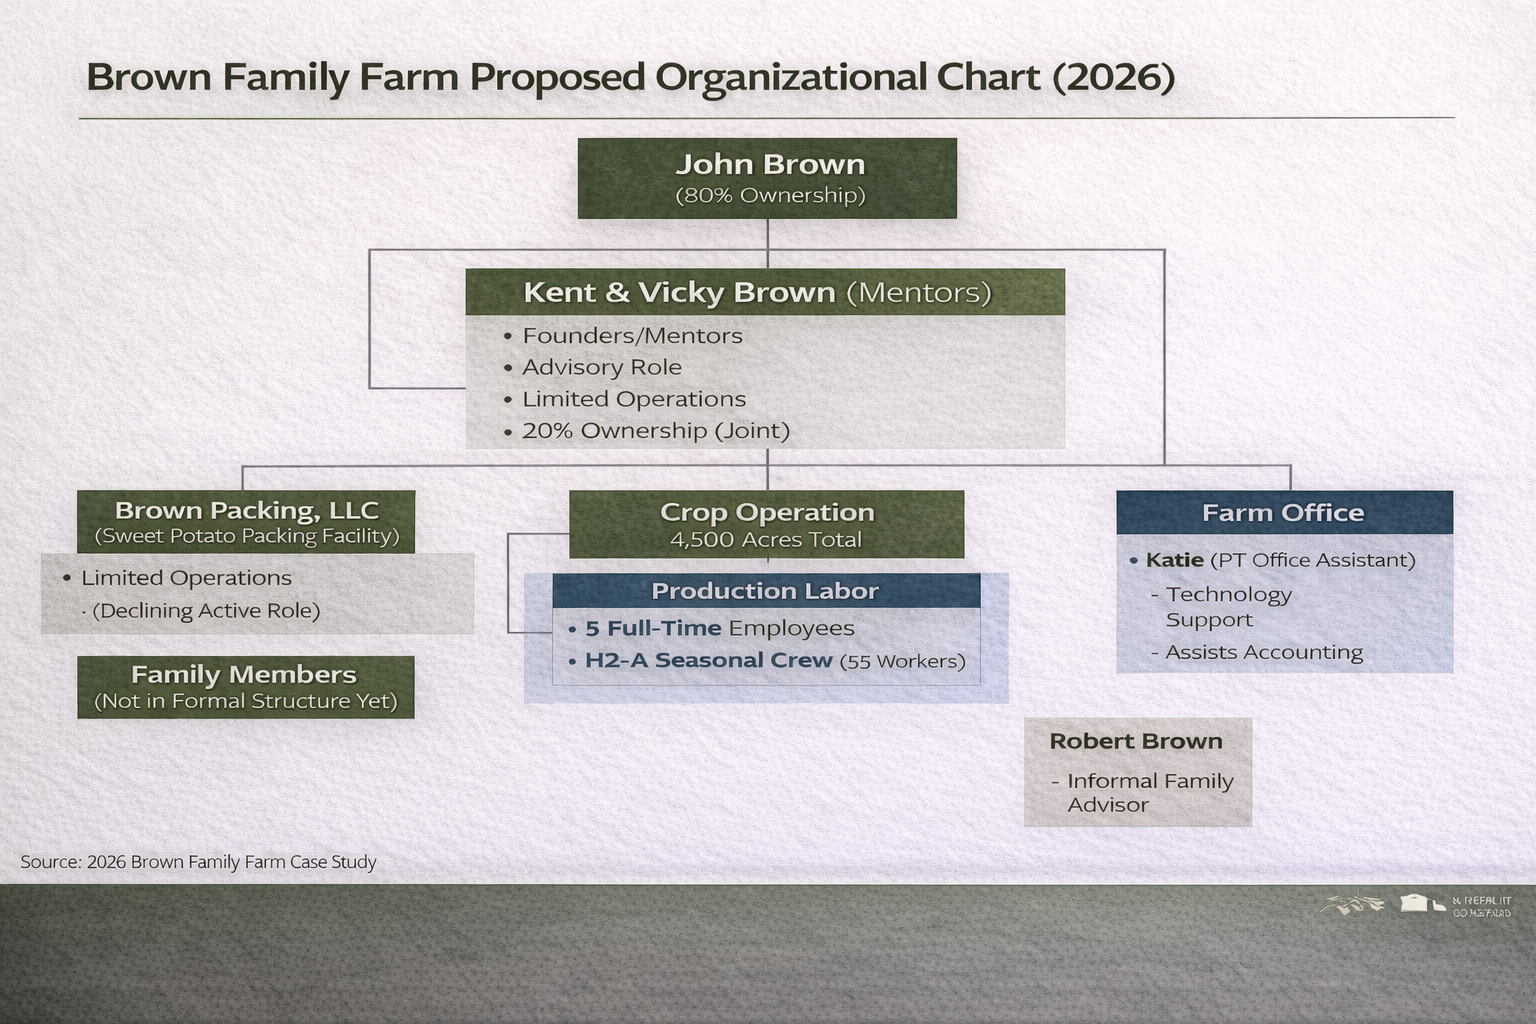 Brown Family Farm Proposed Organizational Chart (2026)
John Brown
(80% Ownership)
Kent & Vicky Brown (Mentors)
• Founders/Mentors
• Advisory Role
• Limited Operations
• 20% Ownership (Joint)
Brown Packing, LLC
(Sweet Potato Packing Facility)
• Limited Operations
· (Declining Active Role)
Family Members
(Not in Formal Structure Yet)
Crop Operation
4,500 Acres Total
Production Labor
• 5 Full-Time Employees
• H2-A Seasonal Crew (55 Workers)
Farm Office
• Katie (PT Office Assistant)
- Technology
Support
- Assists Accounting
Robert Brown
- Informal Family
Advisor
Source: 2026 Brown Family Farm Case Study